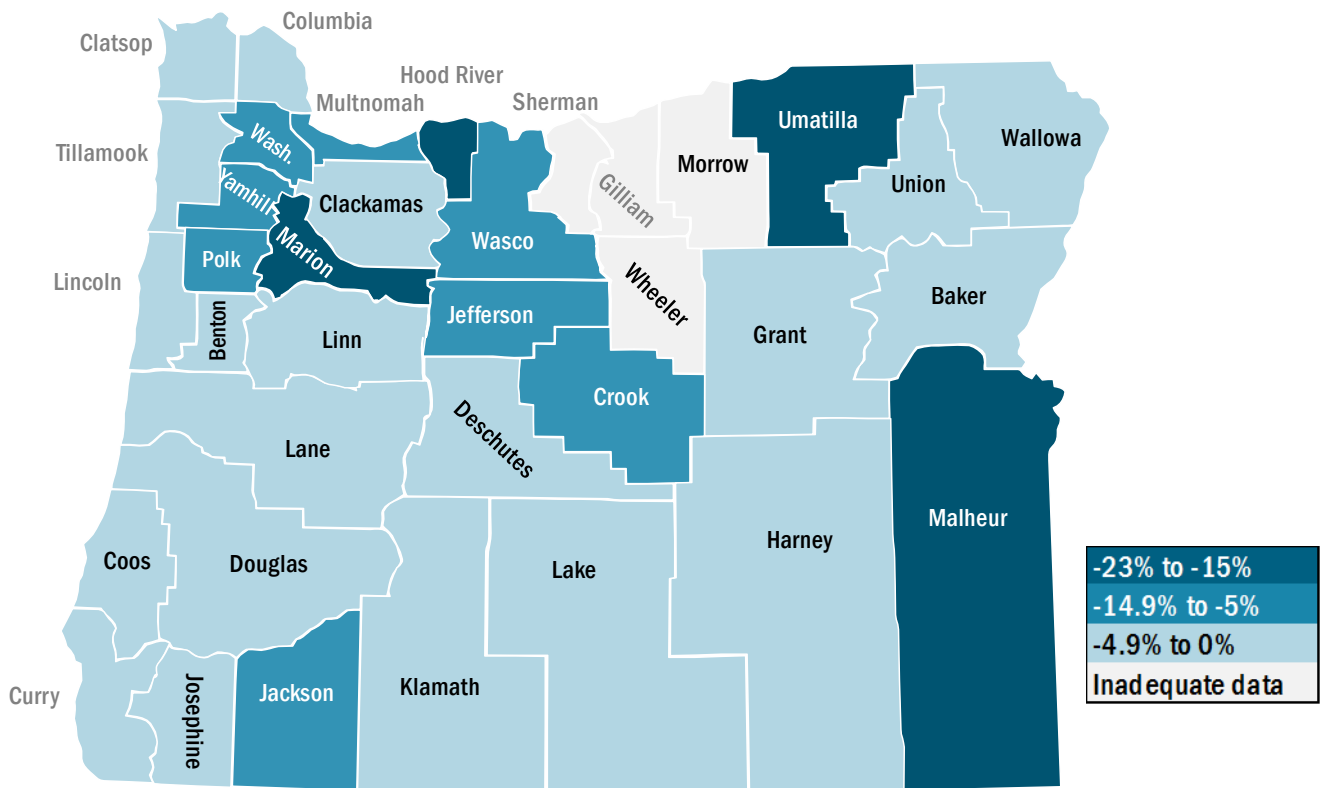 Columbia
Clatsop
Hood River
Multnomah
Sherman
Umatilla
Wash.
Tillamook
Morrow
Wallowa
Union
Yamhill
Gilliam
Clackamas
Marion
Wasco
Polk
Lincoln
Wheeler
Baker
Jefferson
Benton
Linn
Grant
Crook
Deschutes
Lane
Malheur
Harney
Coos
Douglas
Lake
-23% to -15%
-14.9% to -5%
-4.9% to 0%
Inadequate data
Curry
Josephine
Jackson
Klamath